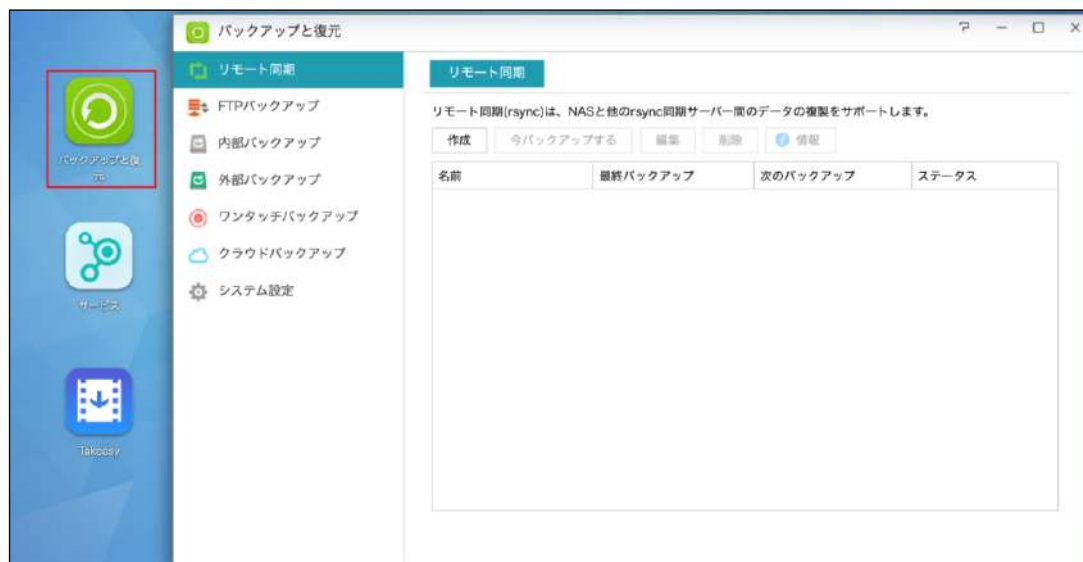 バックアップと復元
リモート同期
FTPバックアップ
内部バックアップ
外部バックアップ
ワンタッチバックアップ
クラウドバックアップ
システム設定
リモート同期
リモート同期(rsync)は、NASと他のrsync同期サーバー間のデータの複製をサポートします。
作成 今バックアップする 編集 削除 情報
名前 最終バックアップ 次のバックアップ ステータス
バックアップと復
元
サービス
Takeasy